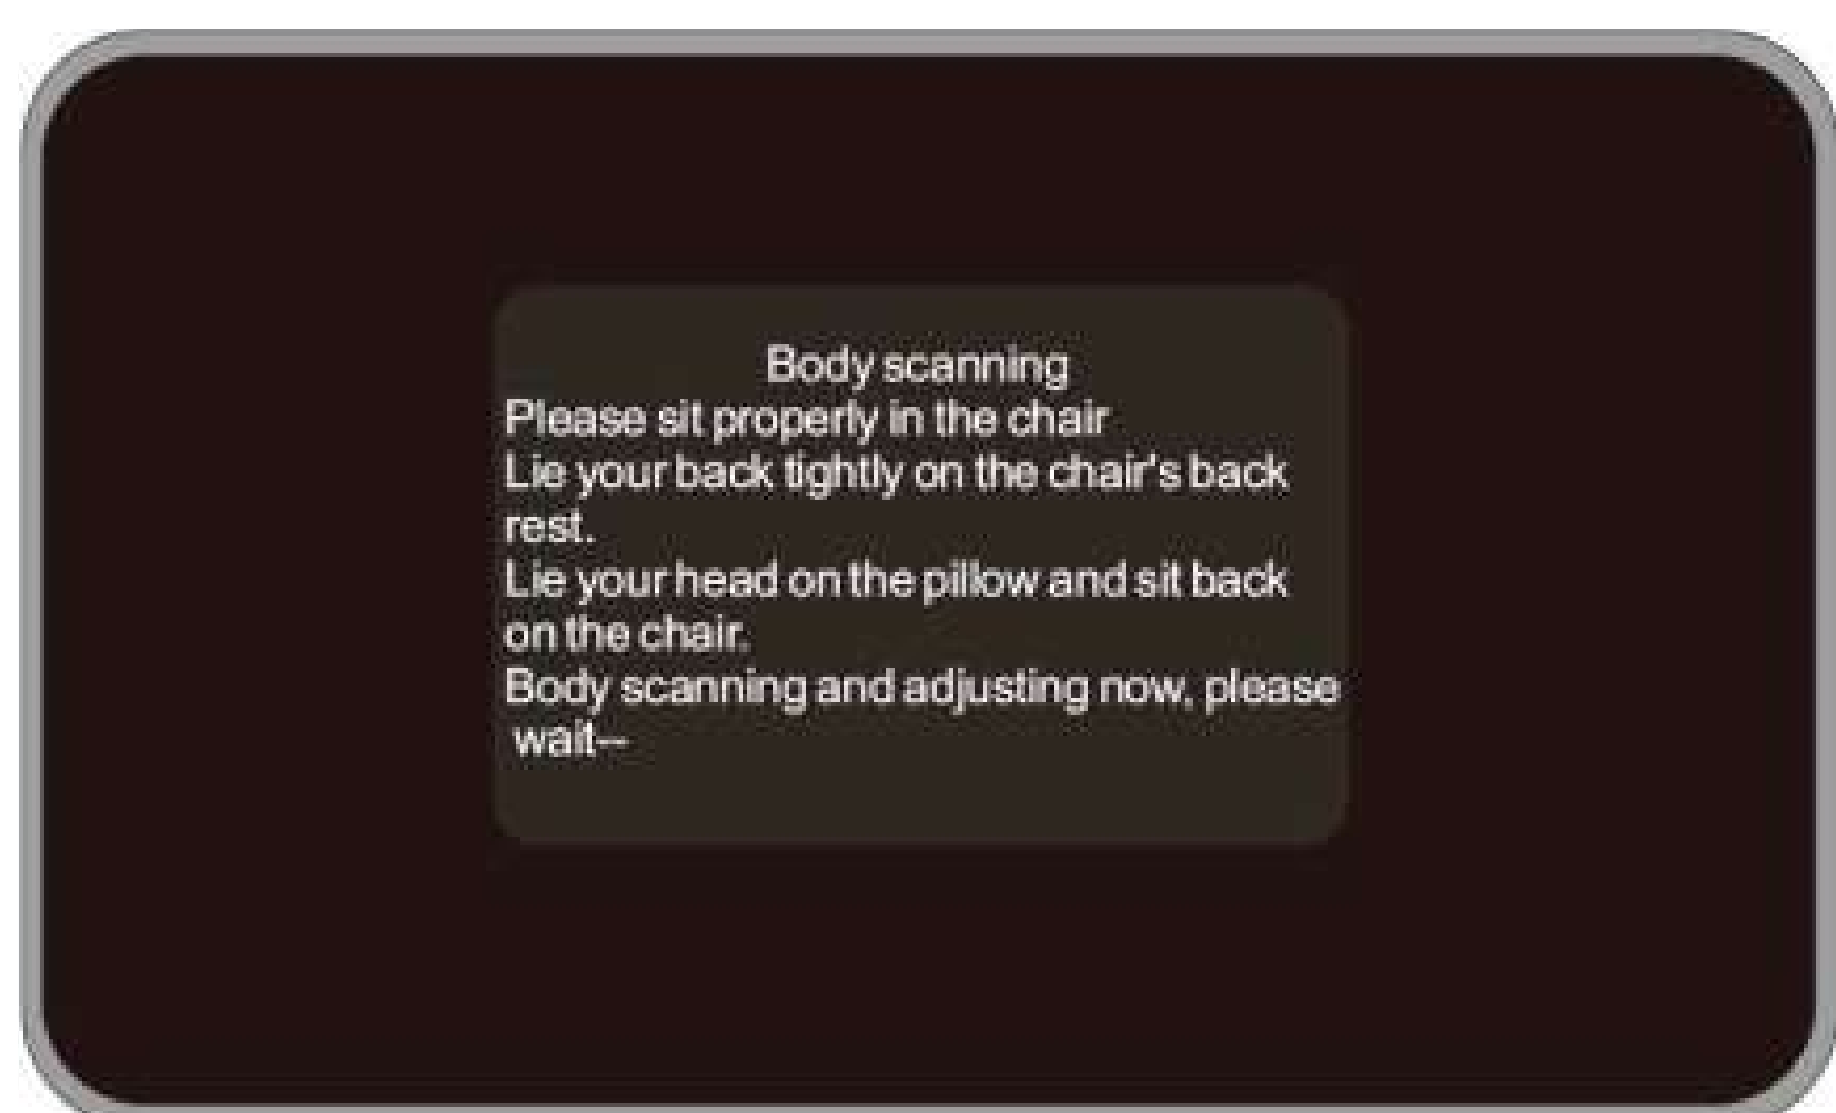 Body scanning
Please sit properly in the chair
Lie your back tightly on the chair's back
rest.
Lie your head on the pillow and sit back
on the chair.
Body scanning and adjusting now, please
wait--